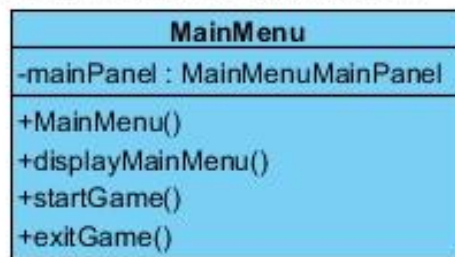 MainMenu
-mainPanel : MainMenuMainPanel
+MainMenu()
+displayMainMenu()
+startGame()
+exitGame()